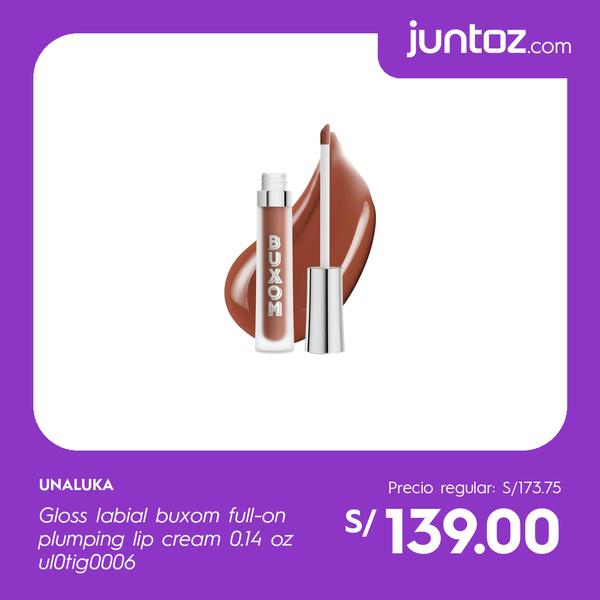 juntoz.com
BUXOM
UNALUKA
Gloss labial buxom full-on
plumping lip cream 0.14 oz
ul0tig0006
Precio regular: S/173.75
S/139.00